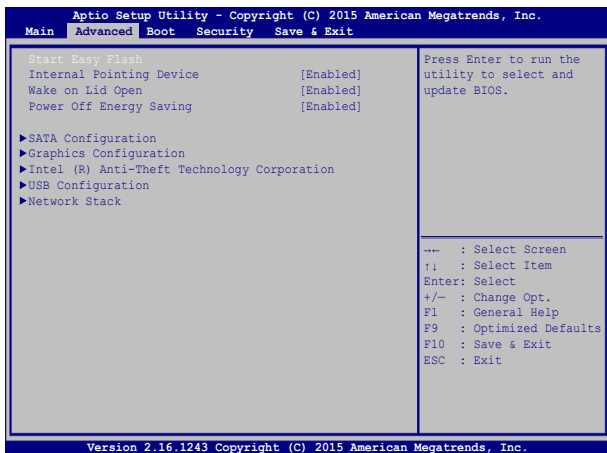 Aptio Setup Utility - Copyright (C) 2015 American Megatrends, Inc.
Main Advanced Boot Security Save & Exit
Start Easy Flash
Internal Pointing Device [Enabled]
Wake on Lid Open [Enabled]
Power Off Energy Saving [Enabled]
▶SATA Configuration
▶Graphics Configuration
▶Intel (R) Anti-Theft Technology Corporation
▶USB Configuration
▶Network Stack
Press Enter to run the
utility to select and
update BIOS.
→← : Select Screen
↑↓ : Select Item
Enter: Select
+/— : Change Opt.
F1 : General Help
F9 : Optimized Defaults
F10 : Save & Exit
ESC : Exit
Version 2.16.1243 Copyright (C) 2015 American Megatrends, Inc.